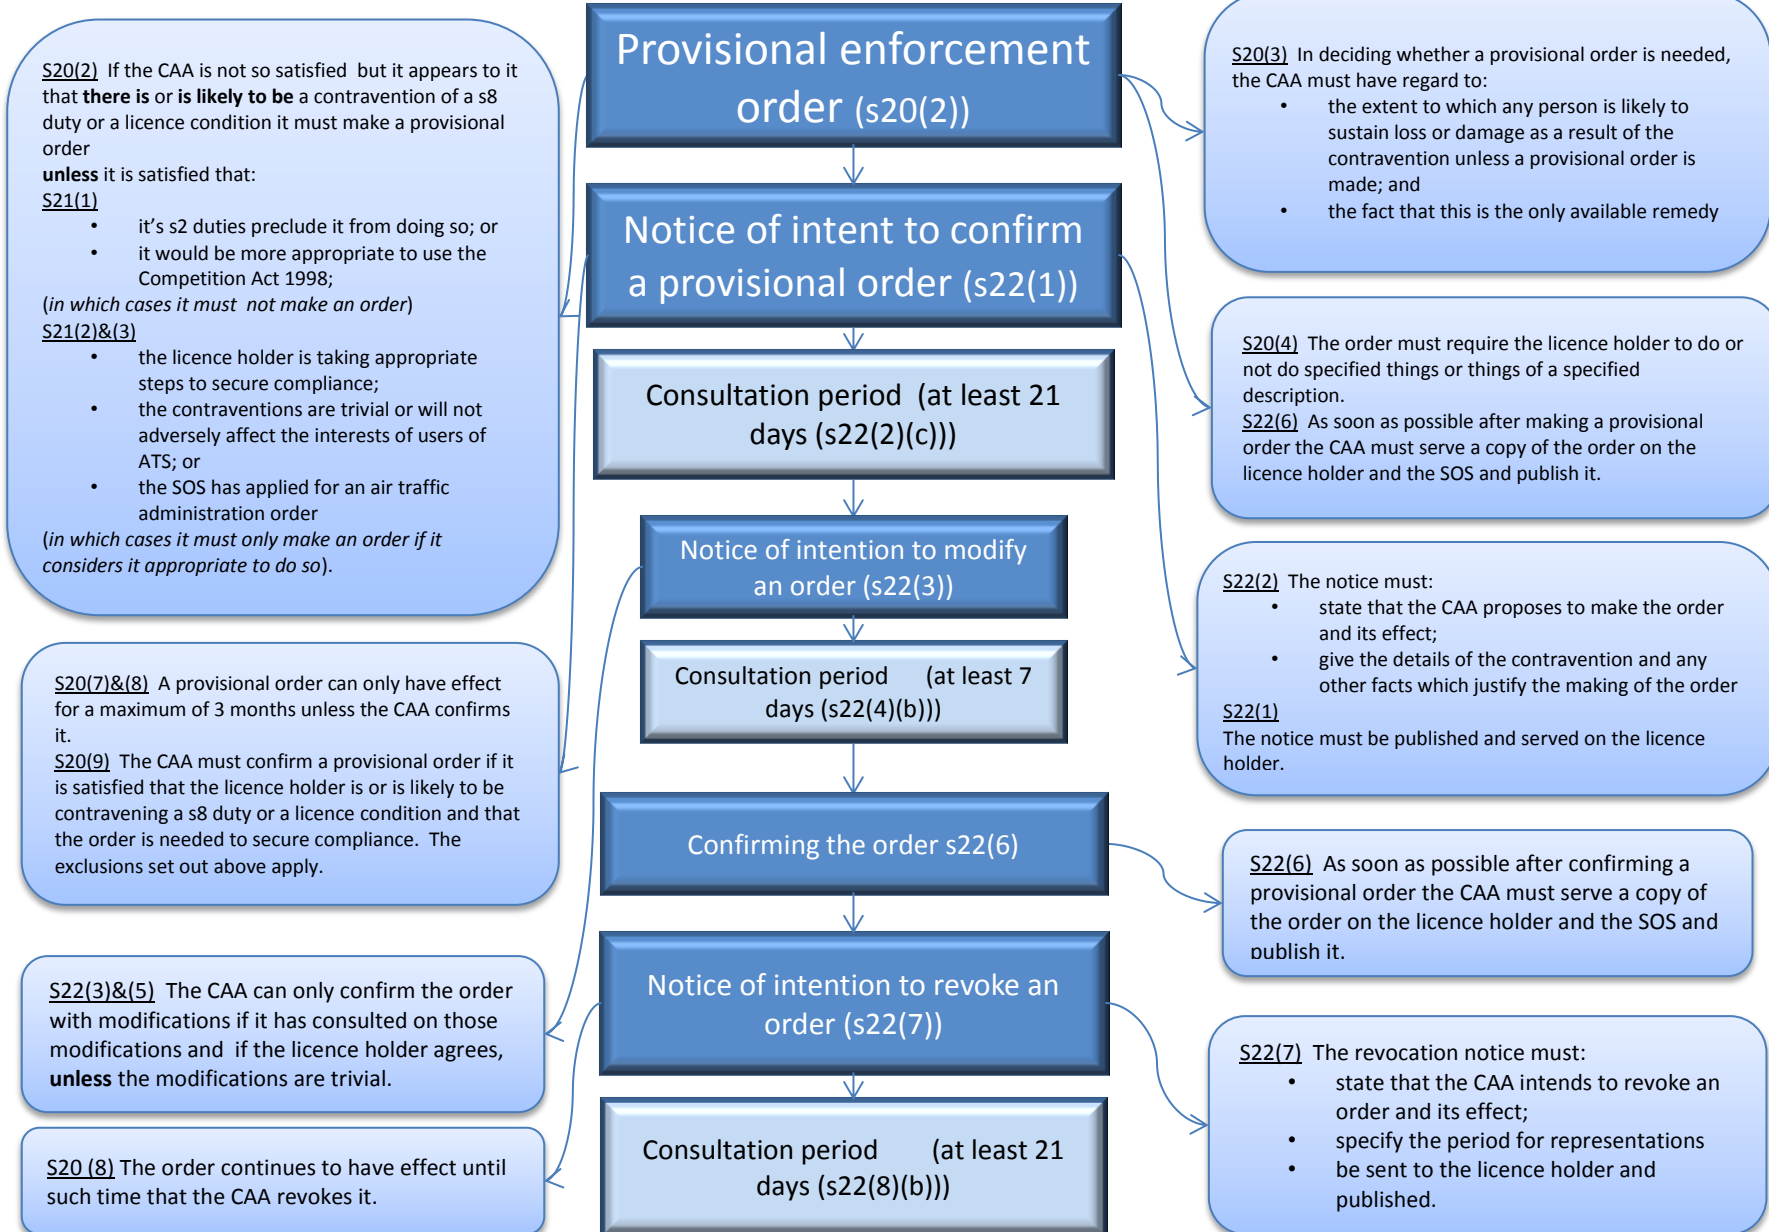 S20(2) If the CAA is not so satisfied but it appears to it
that there is or is likely to be a contravention of a s8
duty or a licence condition it must make a provisional
order
unless it is satisfied that:
S21(1)
• it's s2 duties preclude it from doing so; or
• it would be more appropriate to use the
Competition Act 1998;
(in which cases it must not make an order)
S21(2)&(3)
• the licence holder is taking appropriate
steps to secure compliance;
• the contraventions are trivial or will not
adversely affect the interests of users of
ATS; or
• the SOS has applied for an air traffic
administration order
(in which cases it must only make an order if it
considers it appropriate to do so).
S20(7)&(8) A provisional order can only have effect
for a maximum of 3 months unless the CAA confirms
it.
S20(9) The CAA must confirm a provisional order if it
is satisfied that the licence holder is or is likely to be
contravening a s8 duty or a licence condition and that
the order is needed to secure compliance. The
exclusions set out above apply.
S22(3)&(5) The CAA can only confirm the order
with modifications if it has consulted on those
modifications and if the licence holder agrees,
unless the modifications are trivial.
S20 (8) The order continues to have effect until
such time that the CAA revokes it.
Provisional enforcement
order (s20(2))
Notice of intent to confirm
a provisional order (s22(1))
Consultation period (at least 21
days (s22(2)(c)))
Notice of intention to modify
an order (s22(3))
Consultation period (at least 7
days (s22(4)(b)))
Confirming the order s22(6)
Notice of intention to revoke an
order (s22(7))
Consultation period (at least 21
days (s22(8)(b)))
S20(3) In deciding whether a provisional order is needed,
the CAA must have regard to:
• the extent to which any person is likely to
sustain loss or damage as a result of the
contravention unless a provisional order is
made; and
• the fact that this is the only available remedy
S20(4) The order must require the licence holder to do or
not do specified things or things of a specified
description.
S22(6) As soon as possible after making a provisional
order the CAA must serve a copy of the order on the
licence holder and the SOS and publish it.
S22(2) The notice must:
• state that the CAA proposes to make the order
and its effect;
• give the details of the contravention and any
other facts which justify the making of the order
S22(1)
The notice must be published and served on the licence
holder.
S22(6) As soon as possible after confirming a
provisional order the CAA must serve a copy of
the order on the licence holder and the SOS and
publish it.
S22(7) The revocation notice must:
• state that the CAA intends to revoke an
order and its effect;
• specify the period for representations
• be sent to the licence holder and
published.